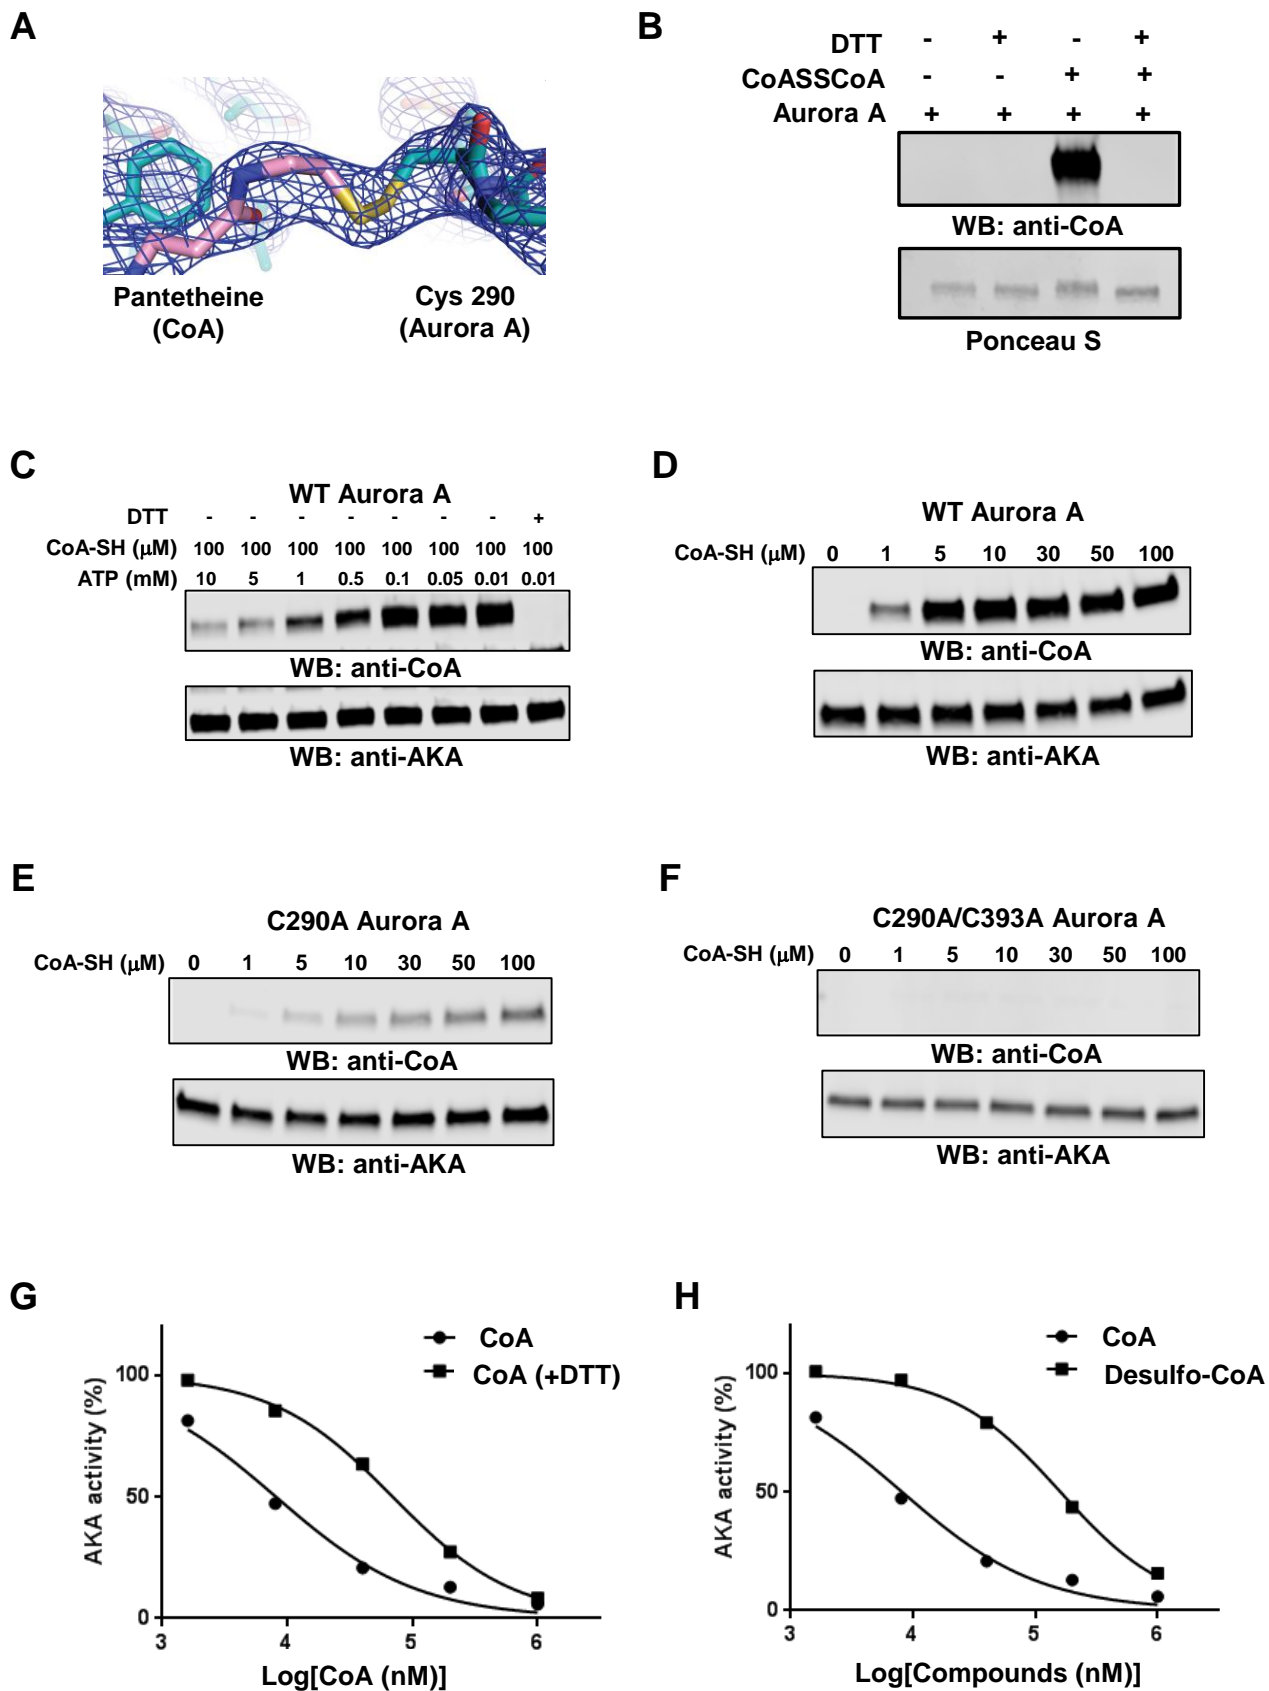 A
Pantetheine
(CoA)
Cys 290
(Aurora A)
B
DTT - + - +
CoASSCoA - - + +
Aurora A + + + +
WB: anti-CoA
Ponceau S
C
WT Aurora A
DTT - - - - - - - +
CoA-SH (μM) 100 100 100 100 100 100 100 100
ATP (mM) 10 5 1 0.5 0.1 0.05 0.01 0.01
WB: anti-CoA
WB: anti-AKA
D
WT Aurora A
CoA-SH (μM) 0 1 5 10 30 50 100
WB: anti-CoA
WB: anti-AKA
E
C290A Aurora A
CoA-SH (μM) 0 1 5 10 30 50 100
WB: anti-CoA
WB: anti-AKA
F
C290A/C393A Aurora A
CoA-SH (μM) 0 1 5 10 30 50 100
WB: anti-CoA
WB: anti-AKA
G
CoA
CoA (+DTT)
AKA activity (%)
100
50
0
3 4 5 6
Log[CoA (nM)]
H
CoA
Desulfo-CoA
AKA activity (%)
100
50
0
3 4 5 6
Log[Compounds (nM)]